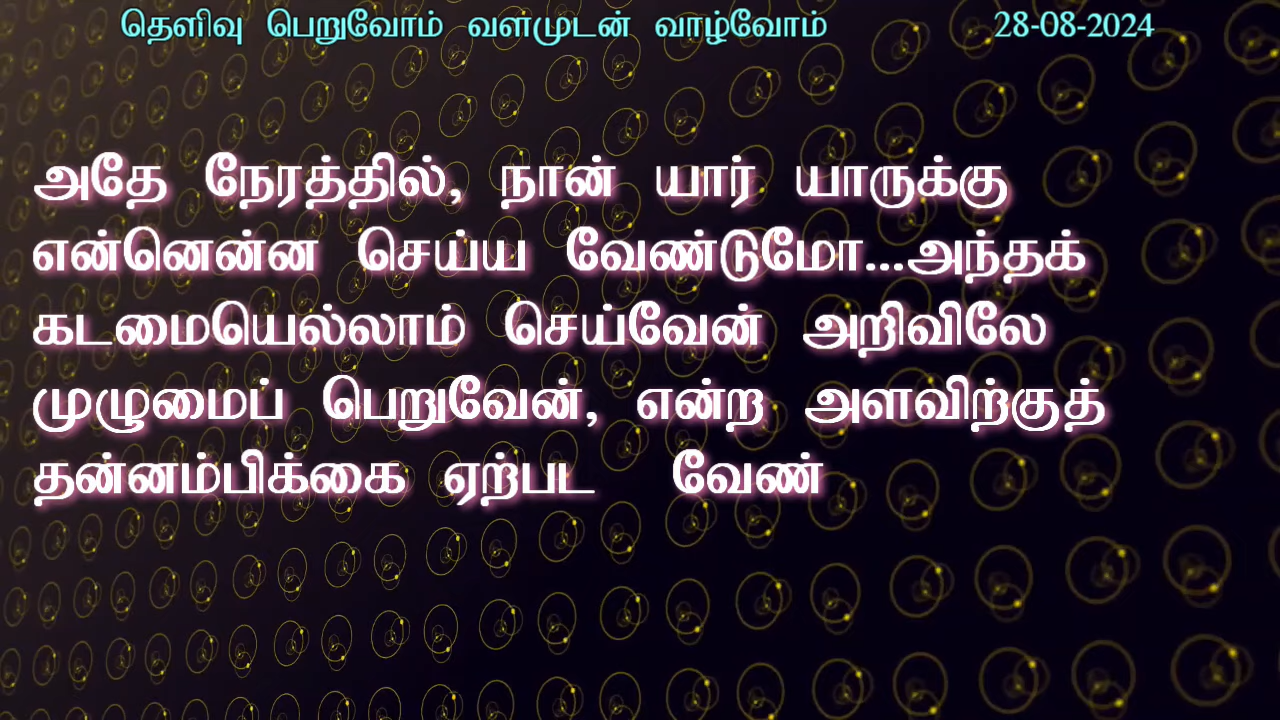 தெளிவு பெறுவோம் வளமுடன் வாழ்வோம் 28-08-2024
அதே நேரத்தில், நான் யார் யாருக்கு
என்னென்ன செய்ய வேண்டுமோ...அந்தக்
கடமையெல்லாம் செய்வேன் அறிவிலே
முழுமைப் பெறுவேன், என்ற அளவிற்குத்
தன்னம்பிக்கை ஏற்பட வேண்